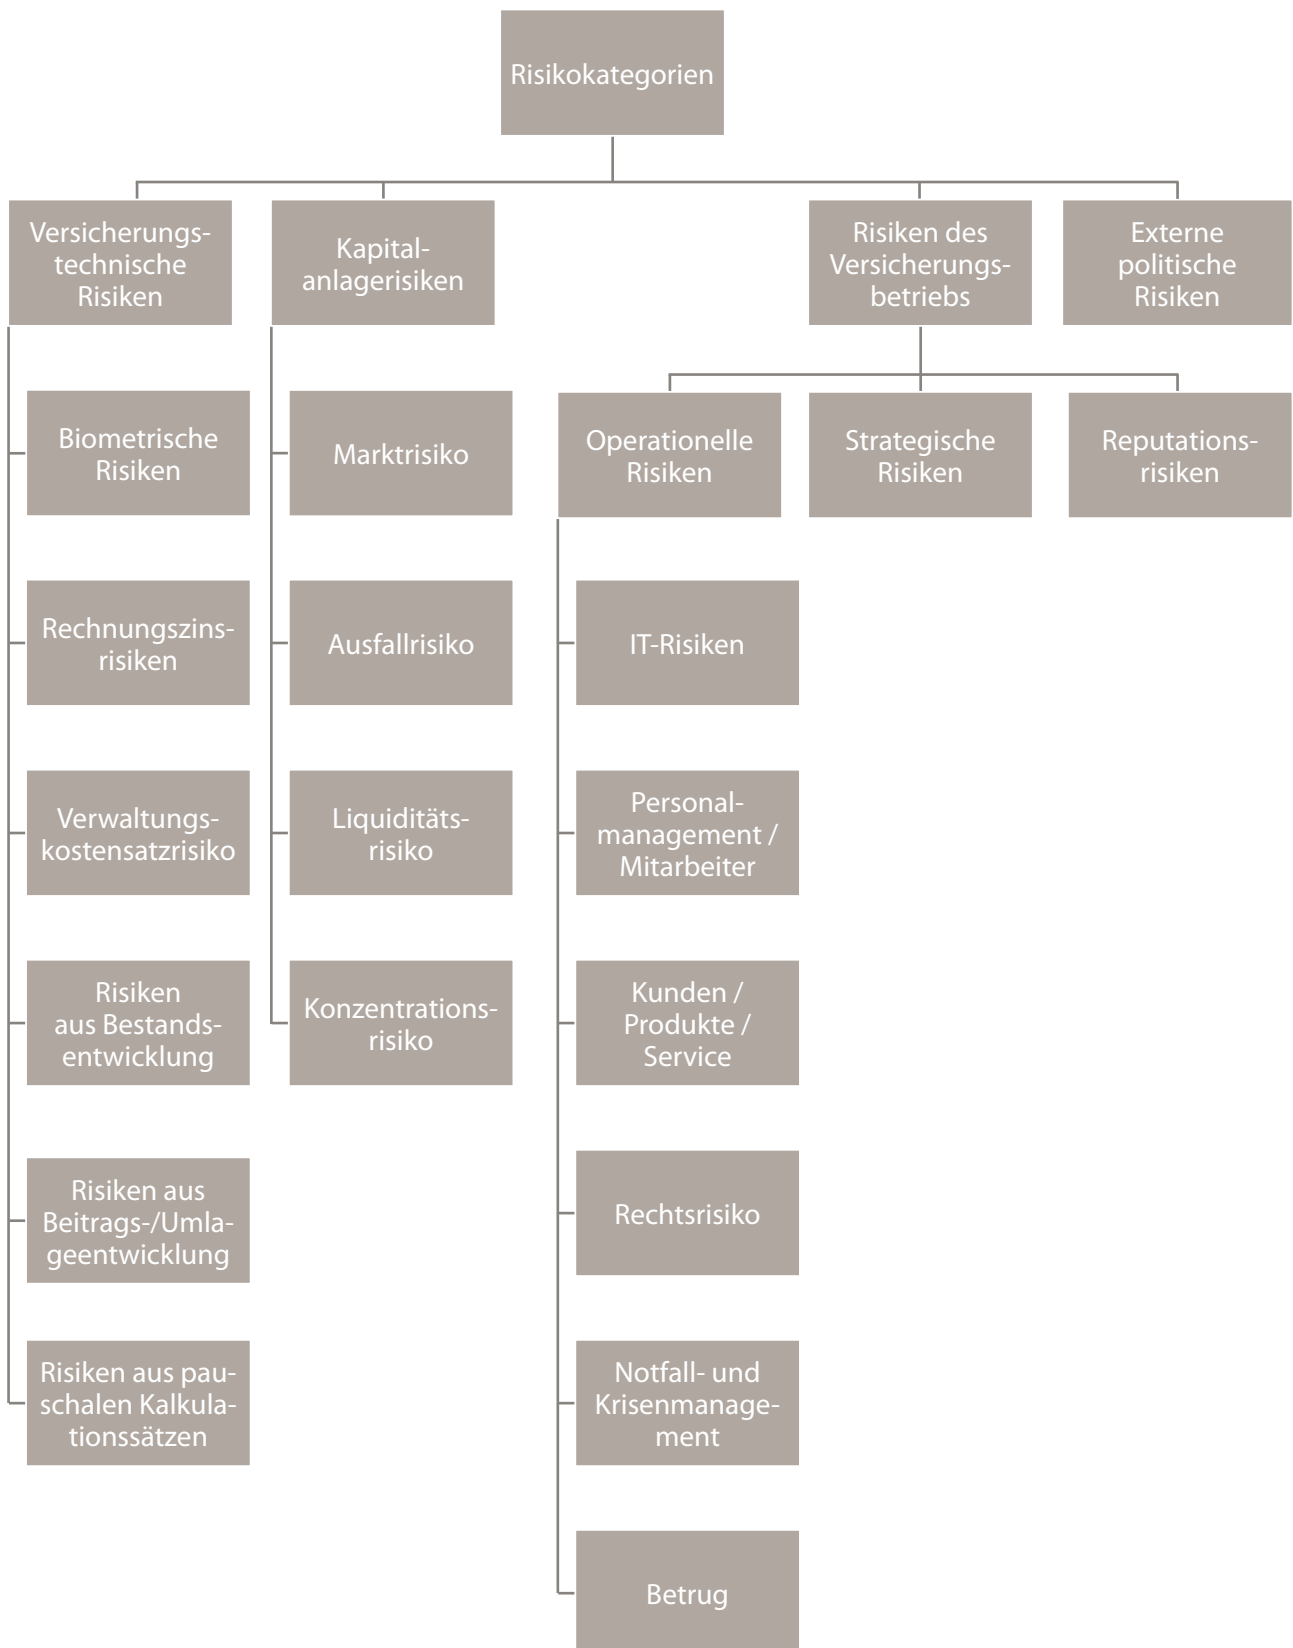 Risikokategorien
Versicherungs-
technische
Risiken
Kapital-
anlagerisiken
Risiken des
Versicherungs-
betriebs
Externe
politische
Risiken
Biometrische
Risiken
Marktrisiko
Operationelle
Risiken
Strategische
Risiken
Reputations-
risiken
Rechnungszins-
risiken
Ausfallrisiko
IT-Risiken
Verwaltungs-
kostensatzrisiko
Liquiditäts-
risiko
Personal-
management /
Mitarbeiter
Risiken
aus Bestands-
entwicklung
Konzentrations-
risiko
Kunden /
Produkte /
Service
Risiken aus
Beitrags-/Umla-
geentwicklung
Rechtsrisiko
Risiken aus pau-
schalen Kalkula-
tionssätzen
Notfall- und
Krisenmanage-
ment
Betrug